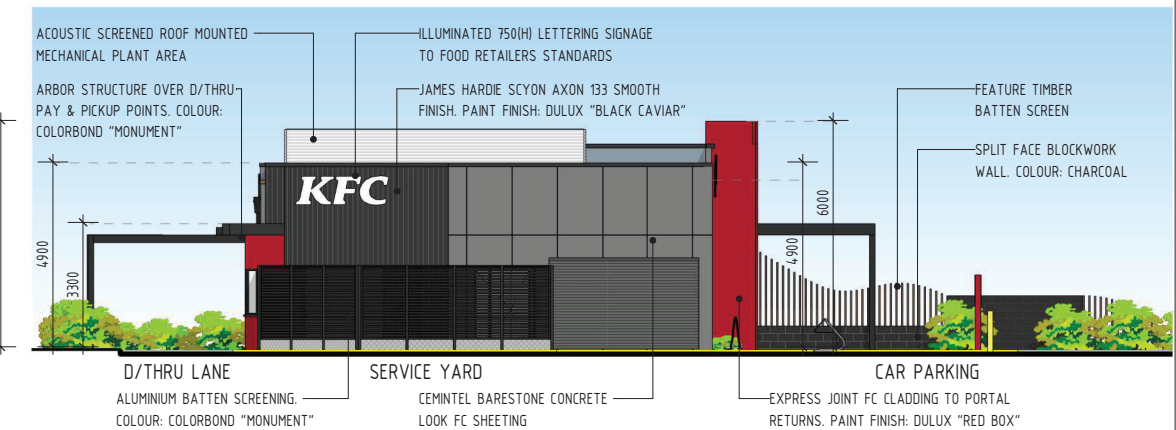 ACOUSTIC SCREENED ROOF MOUNTED
MECHANICAL PLANT AREA
ILLUMINATED 750(H) LETTERING SIGNAGE
TO FOOD RETAILERS STANDARDS
ARBOR STRUCTURE OVER D/THRU
PAY & PICKUP POINTS. COLOUR:
COLORBOND "MONUMENT"
JAMES HARDIE SCYON AXON 133 SMOOTH
FINISH. PAINT FINISH: DULUX "BLACK CAVIAR"
FEATURE TIMBER
BATTEN SCREEN
SPLIT FACE BLOCKWORK
WALL. COLOUR: CHARCOAL
KFC
4900
3300
4900
6000
D/THRU LANE
SERVICE YARD
CAR PARKING
ALUMINIUM BATTEN SCREENING.
COLOUR: COLORBOND "MONUMENT"
CEMINTEL BARESTONE CONCRETE
LOOK FC SHEETING
EXPRESS JOINT FC CLADDING TO PORTAL
RETURNS. PAINT FINISH: DULUX "RED BOX"